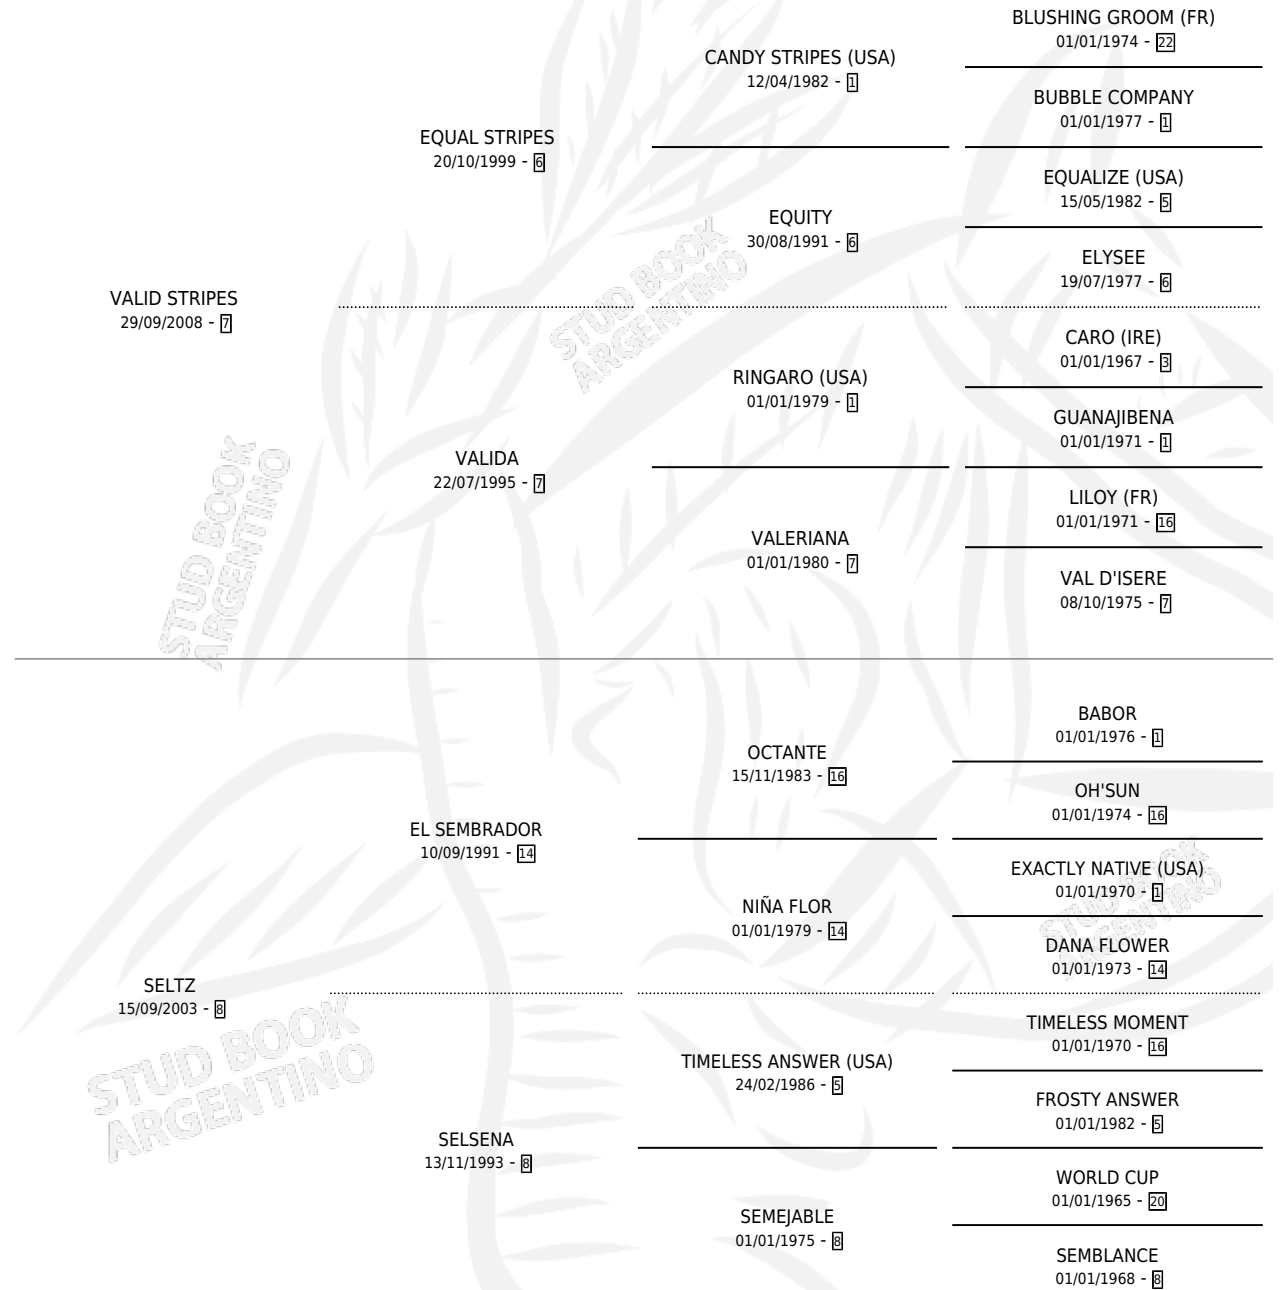 BLUSHING GROOM (FR)
01/01/1974 - 22
CANDY STRIPES (USA)
12/04/1982 - 1
BUBBLE COMPANY
01/01/1977 - 1
EQUAL STRIPES
20/10/1999 - 6
EQUALIZE (USA)
15/05/1982 - 5
EQUITY
30/08/1991 - 6
ELYSEE
19/07/1977 - 6
VALID STRIPES
29/09/2008 - 7
CARO (IRE)
01/01/1967 - 3
RINGARO (USA)
01/01/1979 - 1
GUANAJIBENA
01/01/1971 - 1
VALIDA
22/07/1995 - 7
LILOY (FR)
01/01/1971 - 16
VALERIANA
01/01/1980 - 7
VAL D'ISERE
08/10/1975 - 7
STUD BOOK
ARGENTINO
STUD BOOK
ARGENTINO
BABOR
01/01/1976 - 1
OCTANTE
15/11/1983 - 16
OH'SUN
01/01/1974 - 16
EL SEMBRADOR
10/09/1991 - 14
EXACTLY NATIVE (USA)
01/01/1970 - 1
NIÑA FLOR
01/01/1979 - 14
DANA FLOWER
01/01/1973 - 14
SELTZ
15/09/2003 - 8
TIMELESS MOMENT
01/01/1970 - 16
TIMELESS ANSWER (USA)
24/02/1986 - 5
FROSTY ANSWER
01/01/1982 - 5
SELSENA
13/11/1993 - 8
WORLD CUP
01/01/1965 - 20
SEMEJABLE
01/01/1975 - 8
SEMBLANCE
01/01/1968 - 8
STUD BOOK
ARGENTINO
STUD BOOK
ARGENTINO